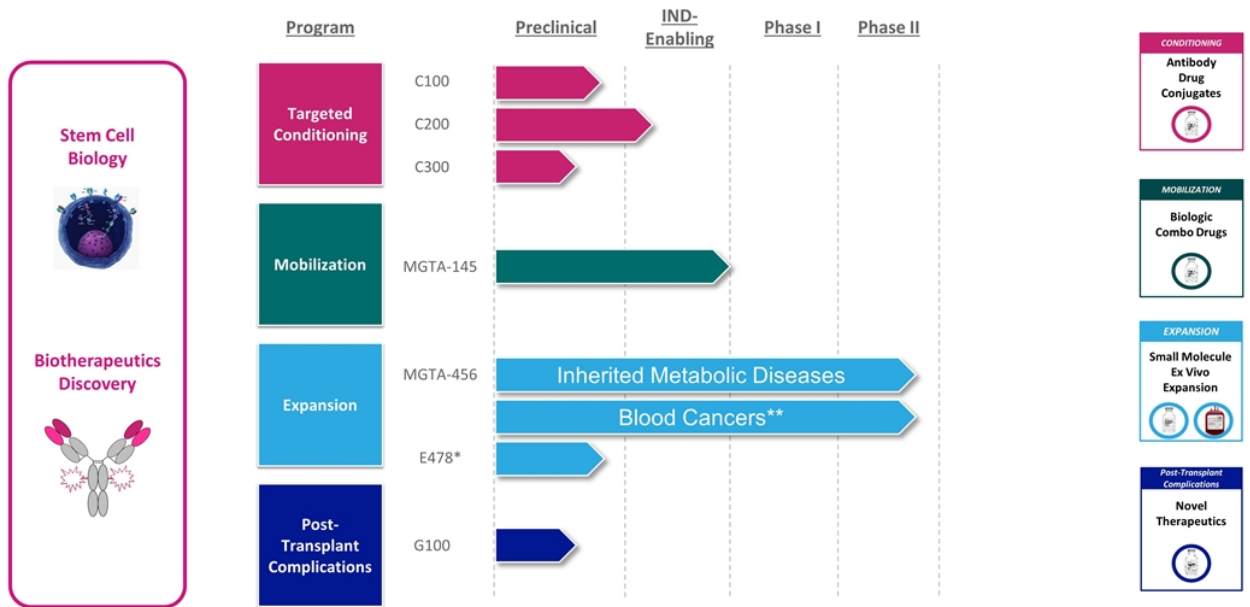 Program
Preclinical
IND-
Enabling
Phase I
Phase II
Stem Cell
Biology
Biotherapeutics
Discovery
Targeted
Conditioning
C100
C200
C300
Mobilization
MGTA-145
Expansion
MGTA-456
Inherited Metabolic Diseases
Blood Cancers**
E478*
Post-
Transplant
Complications
G100
CONDITIONING
Antibody
Drug
Conjugates
MOBILIZATION
Biologic
Combo Drugs
EXPANSION
Small Molecule
Ex Vivo
Expansion
Post-Transplant
Complications
Novel
Therapeutics